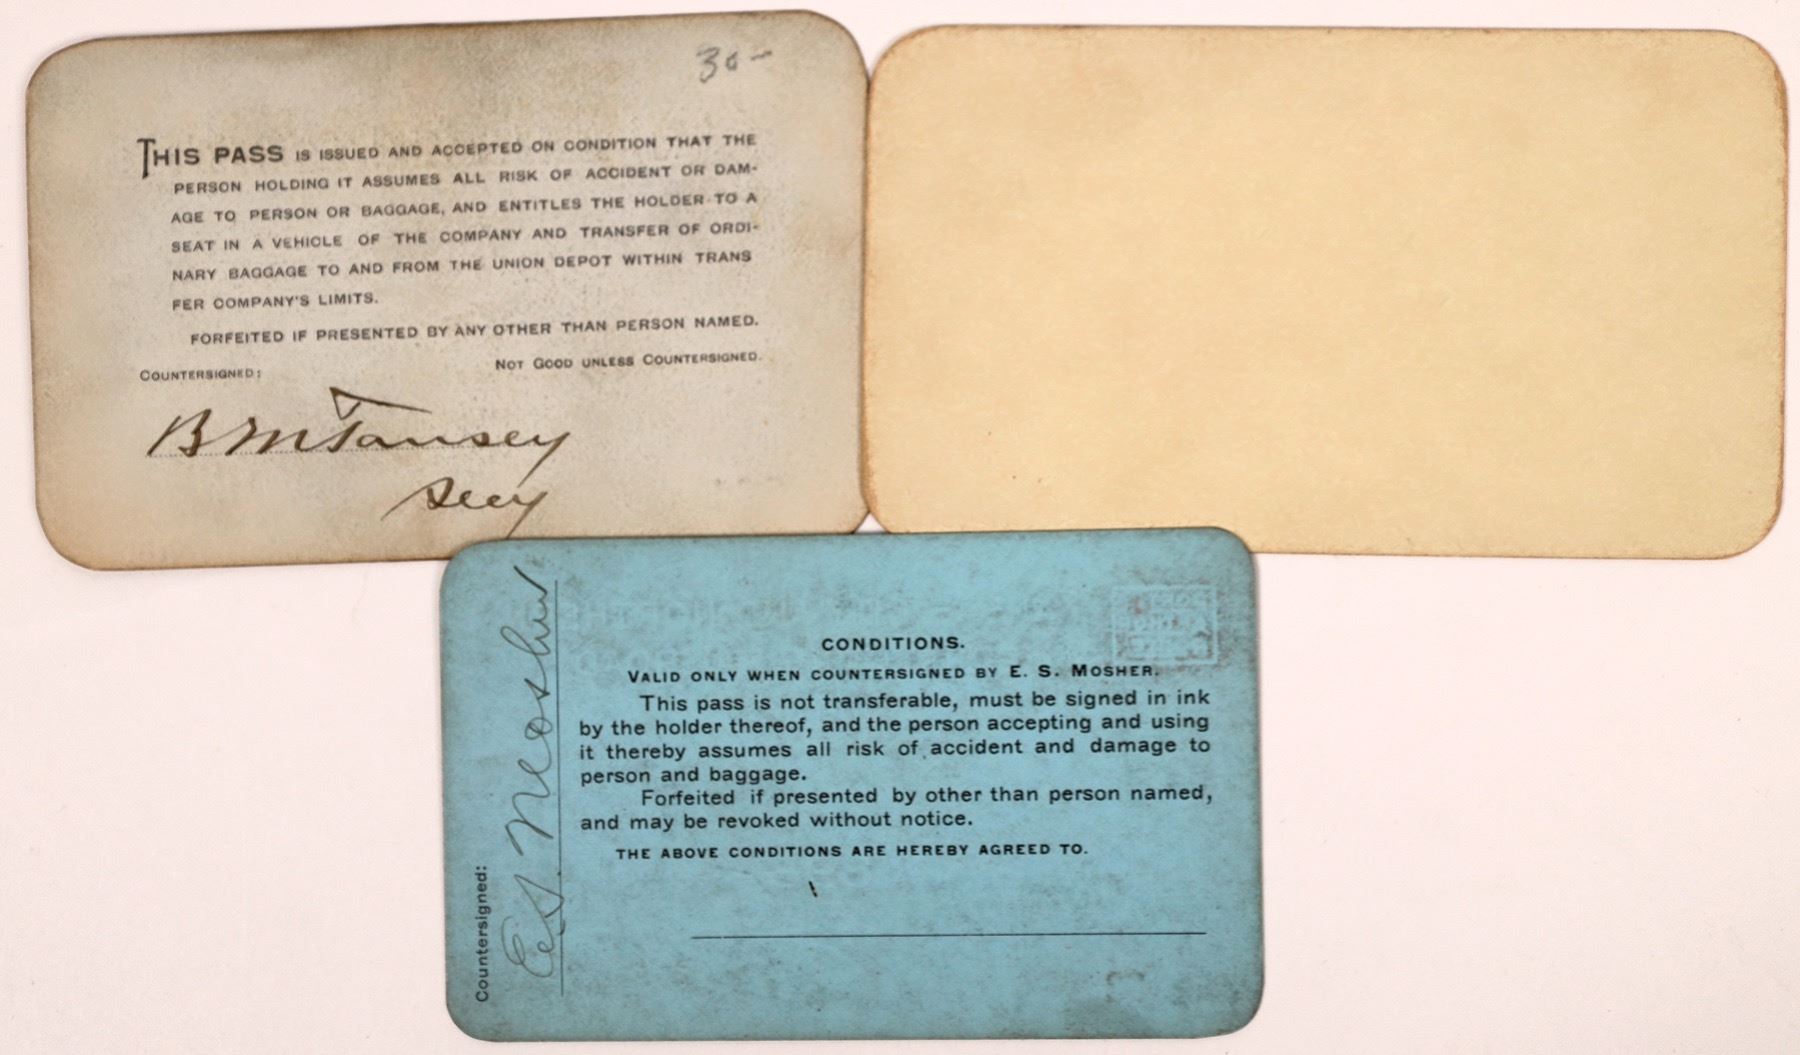 30-
THIS PASS IS ISSUED AND ACCEPTED ON CONDITION THAT THE
PERSON HOLDING IT ASSUMES ALL RISK OF ACCIDENT OR DAM-
AGE TO PERSON OR BAGGAGE, AND ENTITLES THE HOLDER TO A
SEAT IN A VEHICLE OF THE COMPANY AND TRANSFER OF ORDI-
NARY BAGGAGE TO AND FROM THE UNION DEPOT WITHIN TRANS
FER COMPANY'S LIMITS.
FORFEITED IF PRESENTED BY ANY OTHER THAN PERSON NAMED.
NOT GOOD UNLESS COUNTERSIGNED.
COUNTERSIGNED:
B M Tansey
Secy
CONDITIONS.
VALID ONLY WHEN COUNTERSIGNED BY E. S. MOSHER.
This pass is not transferable, must be signed in ink
by the holder thereof, and the person accepting and using
it thereby assumes all risk of accident and damage to
person and baggage.
Forfeited if presented by other than person named,
and may be revoked without notice.
THE ABOVE CONDITIONS ARE HEREBY AGREED TO.
Countersigned:
E. S. Mosher